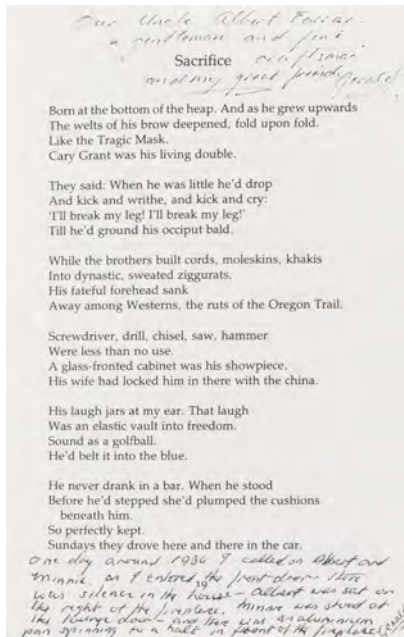 Our Uncle Albert Farrar -
a gentleman and fine
craftsman
Sacrifice
and my great friend Gerald
Born at the bottom of the heap. And as he grew upwards
The welts of his brow deepened, fold upon fold.
Like the Tragic Mask.
Cary Grant was his living double.
They said: When he was little he'd drop
And kick and writhe, and kick and cry:
'I'll break my leg! I'll break my leg!'
Till he'd ground his occiput bald.
While the brothers built cords, moleskins, khakis
Into dynastic, sweated ziggurats,
His fateful forehead sank
Away among Westerns, the ruts of the Oregon Trail.
Screwdriver, drill, chisel, saw, hammer
Were less than no use.
A glass-fronted cabinet was his showpiece.
His wife had locked him in there with the china.
His laugh jars at my ear. That laugh
Was an elastic vault into freedom.
Sound as a golfball.
He'd belt it into the blue.
He never drank in a bar. When he stood
Before he'd stepped she'd plumped the cushions
beneath him.
So perfectly kept.
Sundays they drove here and there in the car.
One day around 1936 I called on Albert and
Minnie, as I entered the front door there
19
was silence in the house - Albert was sat on
the right of the fireplace. Minnie was stood at
the lounge door - and there was an aluminium
pan spinning to a halt in front of the fireplace Gerald